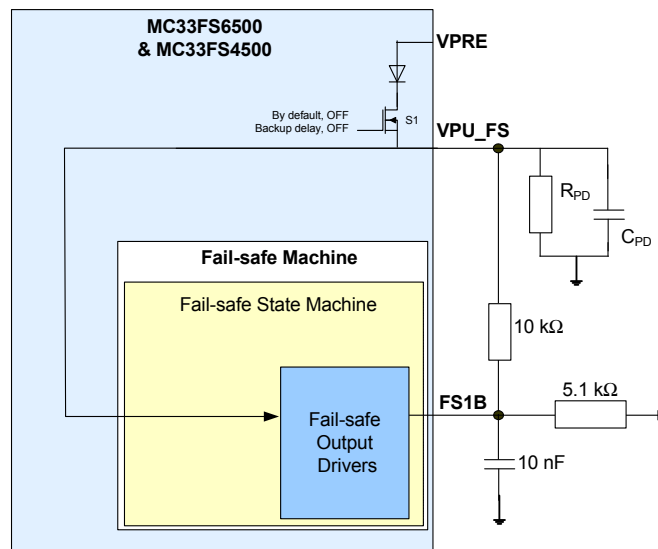 MC33FS6500
& MC33FS4500
VPRE
By default, OFF
Backup delay, OFF
S1
VPU_FS
RPD
CPD
Fail-safe Machine
Fail-safe State Machine
10 kΩ
5.1 kΩ
FS1B
Fail-safe
Output
Drivers
10 nF